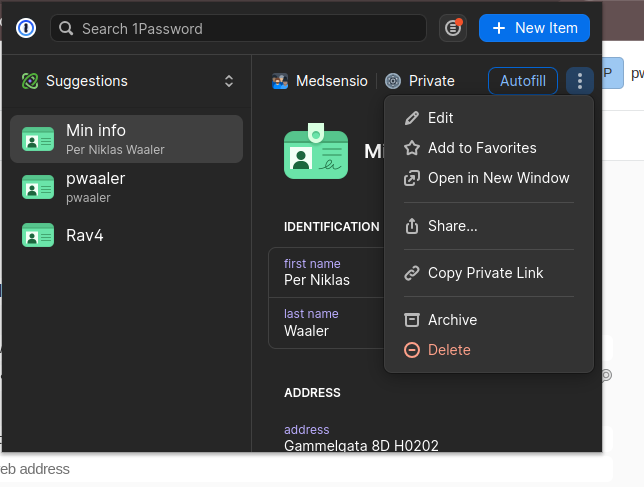 Search 1Password
New Item
Suggestions
Medsensio
Private
Autofill
P
pw
Min info
Per Niklas Waaler
pwaaler
pwaaler
Rav4
Mi
Edit
Add to Favorites
Open in New Window
Share...
Copy Private Link
Archive
Delete
IDENTIFICATION
first name
Per Niklas
last name
Waaler
ADDRESS
address
Gammelgata 8D H0202
eb address